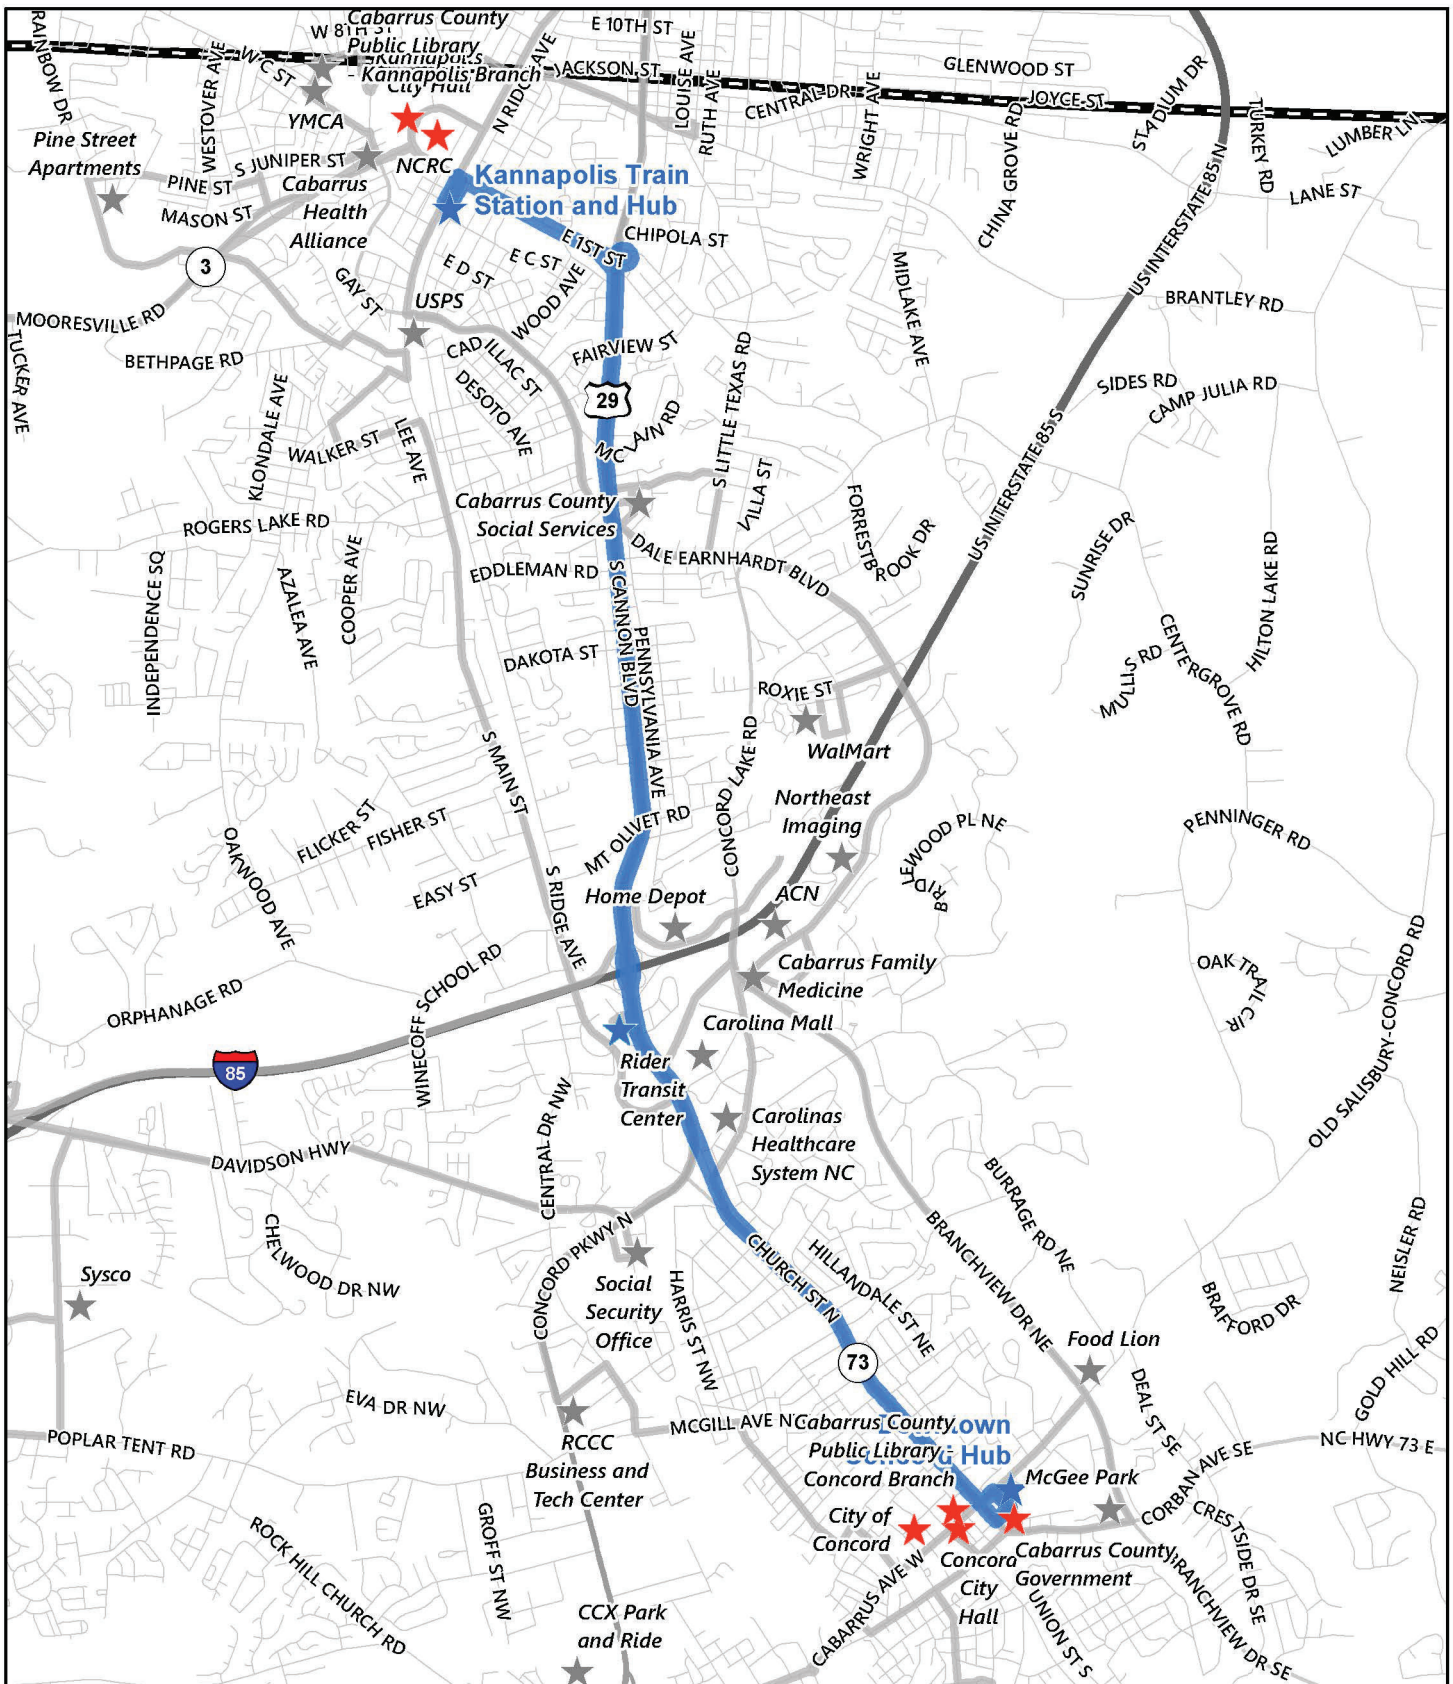 RAINBOW DR
W 8TH ST
Cabarrus County
Public Library
Kannapolis
- Kannapolis Branch
City Hall
E 10TH ST
N RIDGE AVE
JACKSON ST
LOUISE AVE
RUTH AVE
CENTRAL DR
WRIGHT AVE
GLENWOOD ST
JOYCE ST
STADIUM DR
TURKEY RD
LUMBER LN
LANE ST
CHINA GROVE RD
US INTERSTATE 85 N
W C ST
WESTOVER AVE
YMCA
Pine Street
Apartments
S JUNIPER ST
PINE ST
MASON ST
NCRC
Cabarrus
Health
Alliance
Kannapolis Train
Station and Hub
E 1ST ST
CHIPOLA ST
E C ST
E D ST
WOOD AVE
3
GAY ST
USPS
MOORESVILLE RD
BETHPAGE RD
TUCKER AVE
CADILLAC ST
DESOTO AVE
FAIRVIEW ST
29
MIDLAKE AVE
BRANTLEY RD
SIDES RD
CAMP JULIA RD
US INTERSTATE 85 S
KLONDALE AVE
WALKER ST
LEE AVE
MC LAIN RD
S LITTLE TEXAS RD
VILLA ST
ROGERS LAKE RD
Cabarrus County
Social Services
DALE EARNHARDT BLVD
FORRESTBROOK DR
SUNRISE DR
HILTON LAKE RD
INDEPENDENCE SQ
AZALEA AVE
COOPER AVE
EDDLEMAN RD
S CANNON BLVD
PENNSYLVANIA AVE
DAKOTA ST
ROXIE ST
WalMart
CENTERGROVE RD
MULLIS RD
S MAIN ST
CONCORD LAKE RD
Northeast
Imaging
FLICKER ST
FISHER ST
MT OLIVET RD
BRIDLEWOOD PL NE
PENNINGER RD
OAKWOOD AVE
EASY ST
S RIDGE AVE
Home Depot
ACN
ORPHANAGE RD
WINECOFF SCHOOL RD
Cabarrus Family
Medicine
OAK TRAIL CIR
OLD SALISBURY-CONCORD RD
85
Carolina Mall
Rider
Transit
Center
Carolinas
Healthcare
System NC
DAVIDSON HWY
CENTRAL DR NW
CHELWOOD DR NW
CONCORD PKWY N
Sysco
Social
Security
Office
HARRIS ST NW
CHURCH ST N
HILLANDALE ST NE
BRANCHVIEW DR NE
BURRAGE RD NE
NEISLER RD
BRAFFORD DR
Food Lion
GOLD HILL RD
73
EVA DR NW
POPLAR TENT RD
MCGILL AVE N
Cabarrus County
Public Library -
Concord Branch
Downtown
Concord Hub
DEAL ST SE
NC HWY 73 E
CORBAN AVE SE
RCCC
Business and
Tech Center
McGee Park
City of
Concord
Concord
City
Hall
Cabarrus County
Government
CRESTSIDE DR SE
BRANCHVIEW DR SE
ROCK HILL CHURCH RD
GROFF ST NW
CABARRUS AVE W
UNION ST S
CCX Park
and Ride